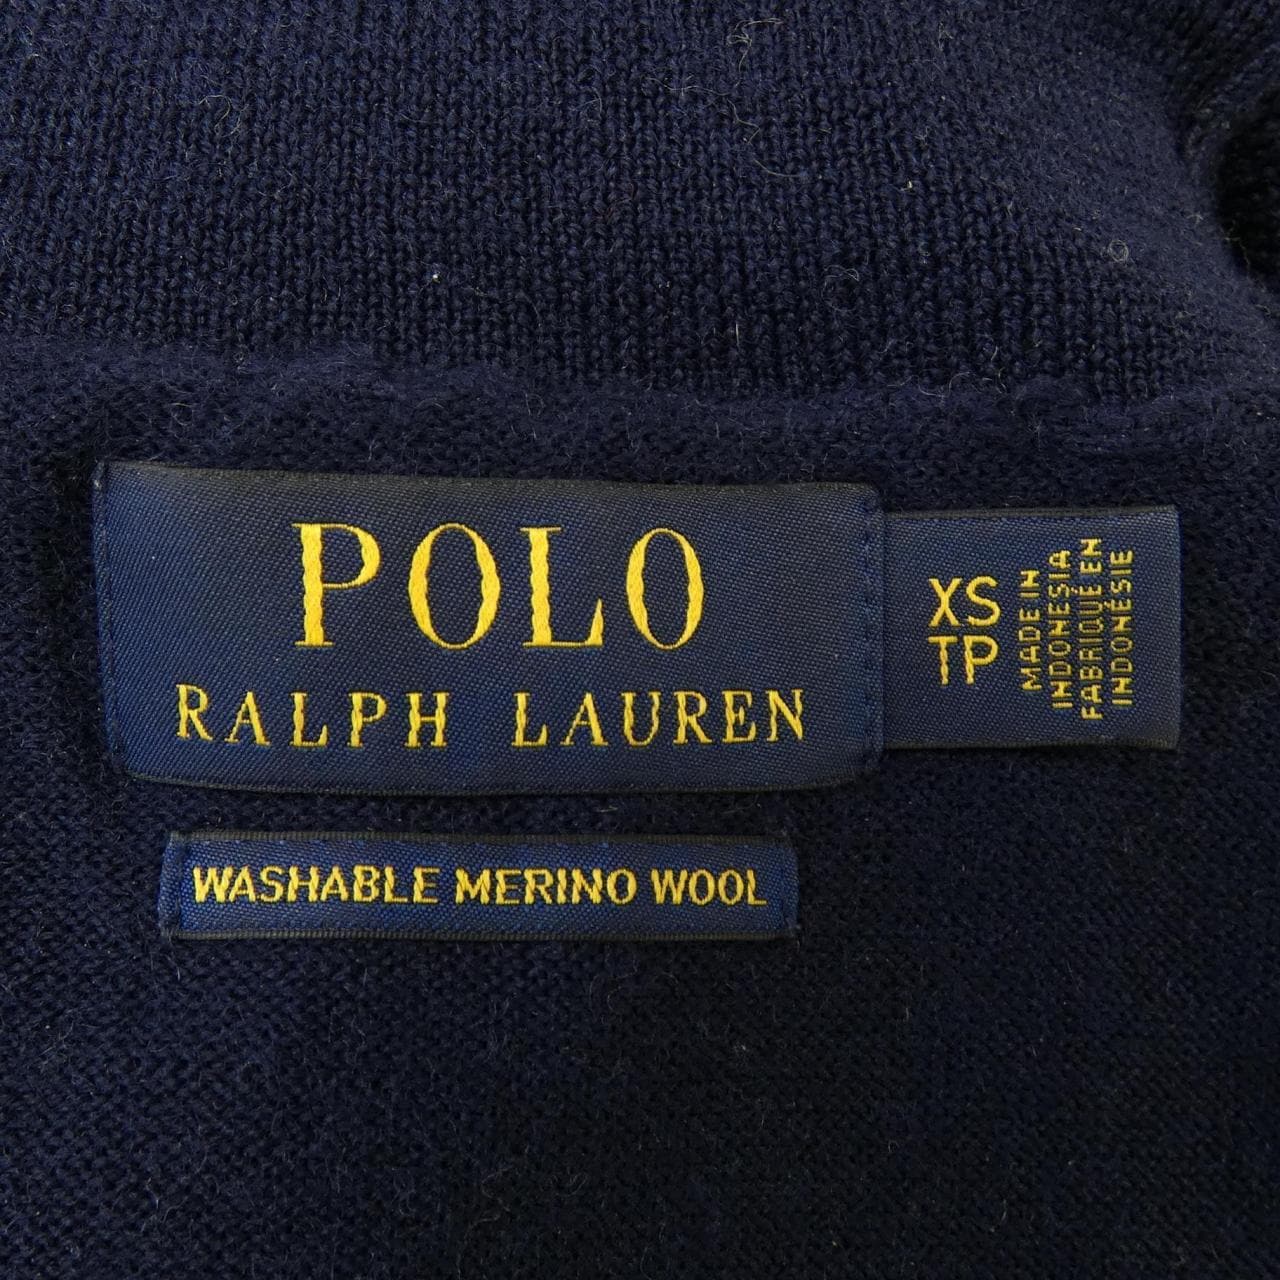 POLO
RALPH LAUREN
XS
TP
MADE IN
INDONESIA
FABRIQUÉ EN
INDONÉSIE
WASHABLE MERINO WOOL